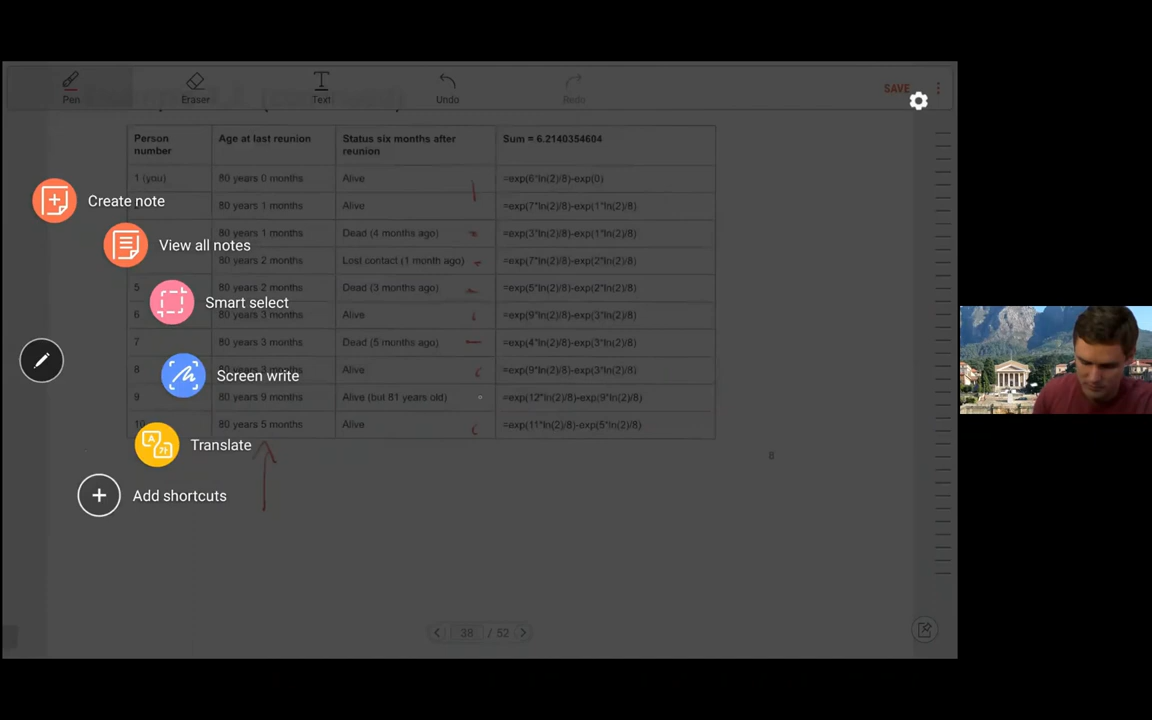 Pen
Eraser
Text
Undo
Redo
SAVE
Person number
Age at last reunion
Status six months after reunion
Sum = 6.2140354604
1 (you)
80 years 0 months
Alive
=exp(6*ln(2)/8)-exp(0)
80 years 1 months
Alive
=exp(7*ln(2)/8)-exp(1*ln(2)/8)
80 years 1 months
Dead (4 months ago)
=exp(3*ln(2)/8)-exp(1*ln(2)/8)
80 years 2 months
Lost contact (1 month ago)
=exp(7*ln(2)/8)-exp(2*ln(2)/8)
5
80 years 2 months
Dead (3 months ago)
=exp(5*ln(2)/8)-exp(2*ln(2)/8)
6
80 years 3 months
Alive
=exp(9*ln(2)/8)-exp(3*ln(2)/8)
7
80 years 3 months
Dead (5 months ago)
=exp(4*ln(2)/8)-exp(3*ln(2)/8)
8
80 years 3 months
Alive
=exp(9*ln(2)/8)-exp(3*ln(2)/8)
9
80 years 9 months
Alive (but 81 years old)
=exp(12*ln(2)/8)-exp(9*ln(2)/8)
10
80 years 5 months
Alive
=exp(11*ln(2)/8)-exp(5*ln(2)/8)
8
Create note
View all notes
Smart select
Screen write
Translate
Add shortcuts
38 / 52